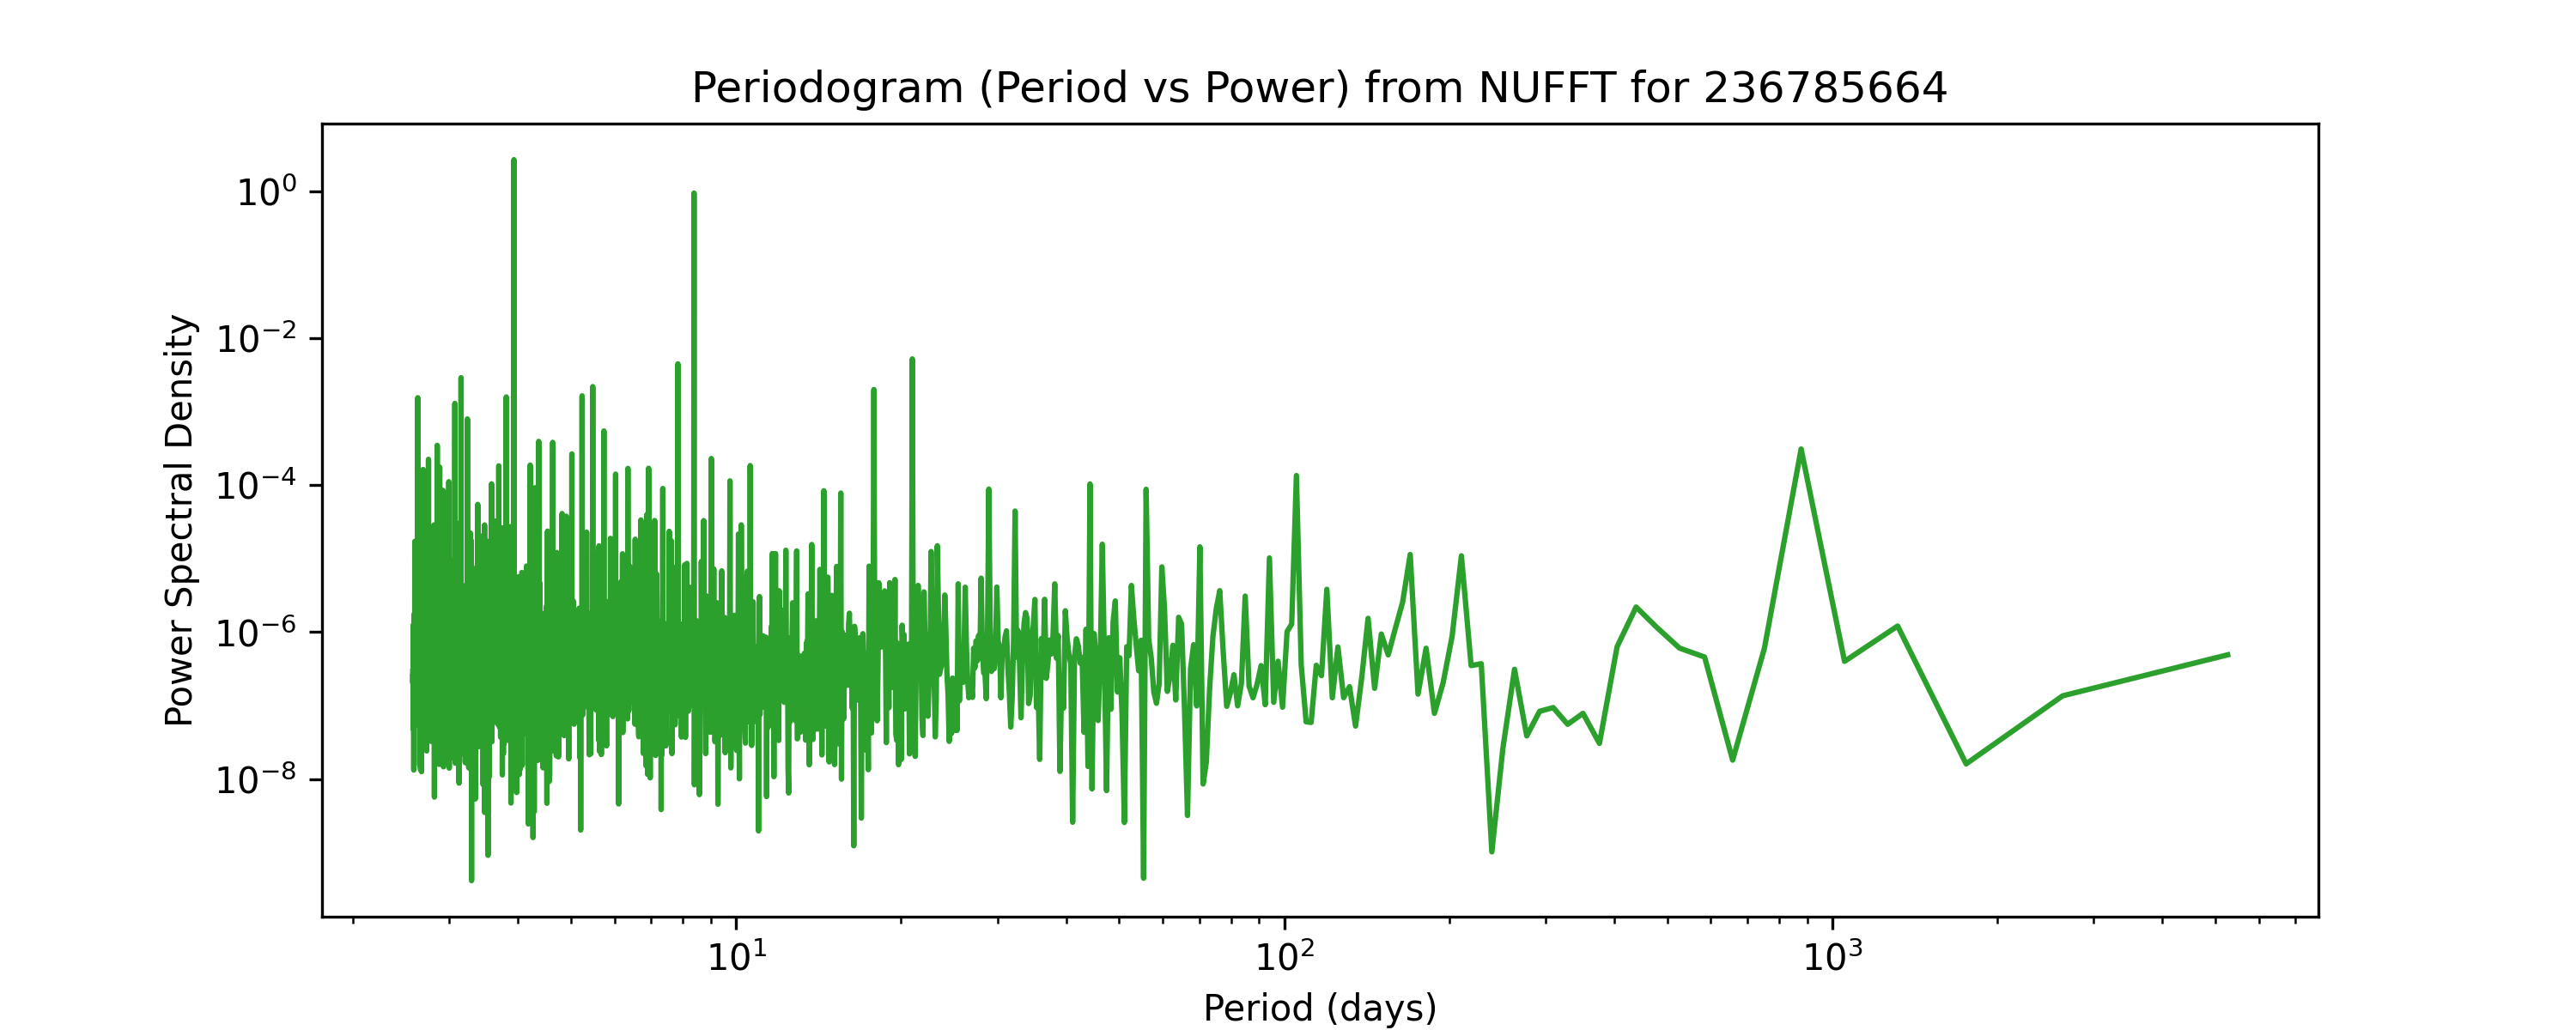 Periodogram (Period vs Power) from NUFFT for 236785664
Power Spectral Density
10⁰
10⁻²
10⁻⁴
10⁻⁶
10⁻⁸
10¹
10²
10³
Period (days)